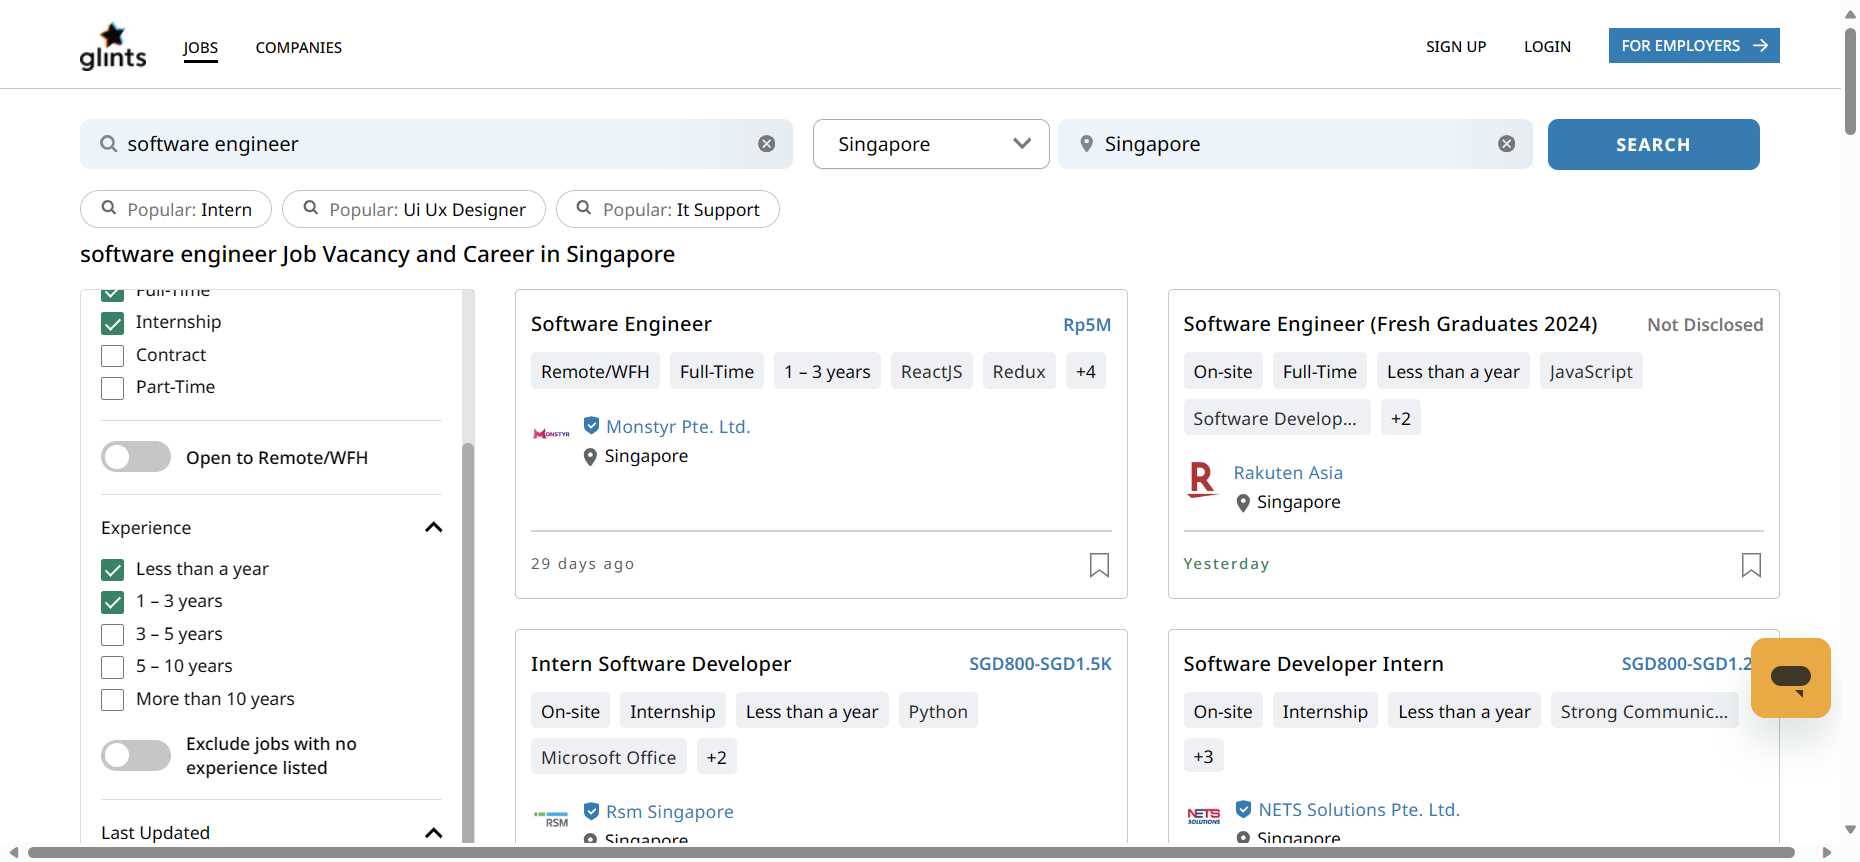 glints
JOBS
COMPANIES
SIGN UP
LOGIN
FOR EMPLOYERS
software engineer
Singapore
Singapore
SEARCH
Popular: Intern
Popular: Ui Ux Designer
Popular: It Support
software engineer Job Vacancy and Career in Singapore
Full-Time
Internship
Contract
Part-Time
Open to Remote/WFH
Experience
Less than a year
1 – 3 years
3 – 5 years
5 – 10 years
More than 10 years
Exclude jobs with no
experience listed
Last Updated
Software Engineer
Rp5M
Remote/WFH
Full-Time
1 – 3 years
ReactJS
Redux
+4
MONSTYR
Monstyr Pte. Ltd.
Singapore
29 days ago
Software Engineer (Fresh Graduates 2024)
Not Disclosed
On-site
Full-Time
Less than a year
JavaScript
Software Develop...
+2
R
Rakuten Asia
Singapore
Yesterday
Intern Software Developer
SGD800-SGD1.5K
On-site
Internship
Less than a year
Python
Microsoft Office
+2
RSM
Rsm Singapore
Singapore
Software Developer Intern
SGD800-SGD1.2
On-site
Internship
Less than a year
Strong Communic...
+3
NETS
SOLUTIONS
NETS Solutions Pte. Ltd.
Singapore